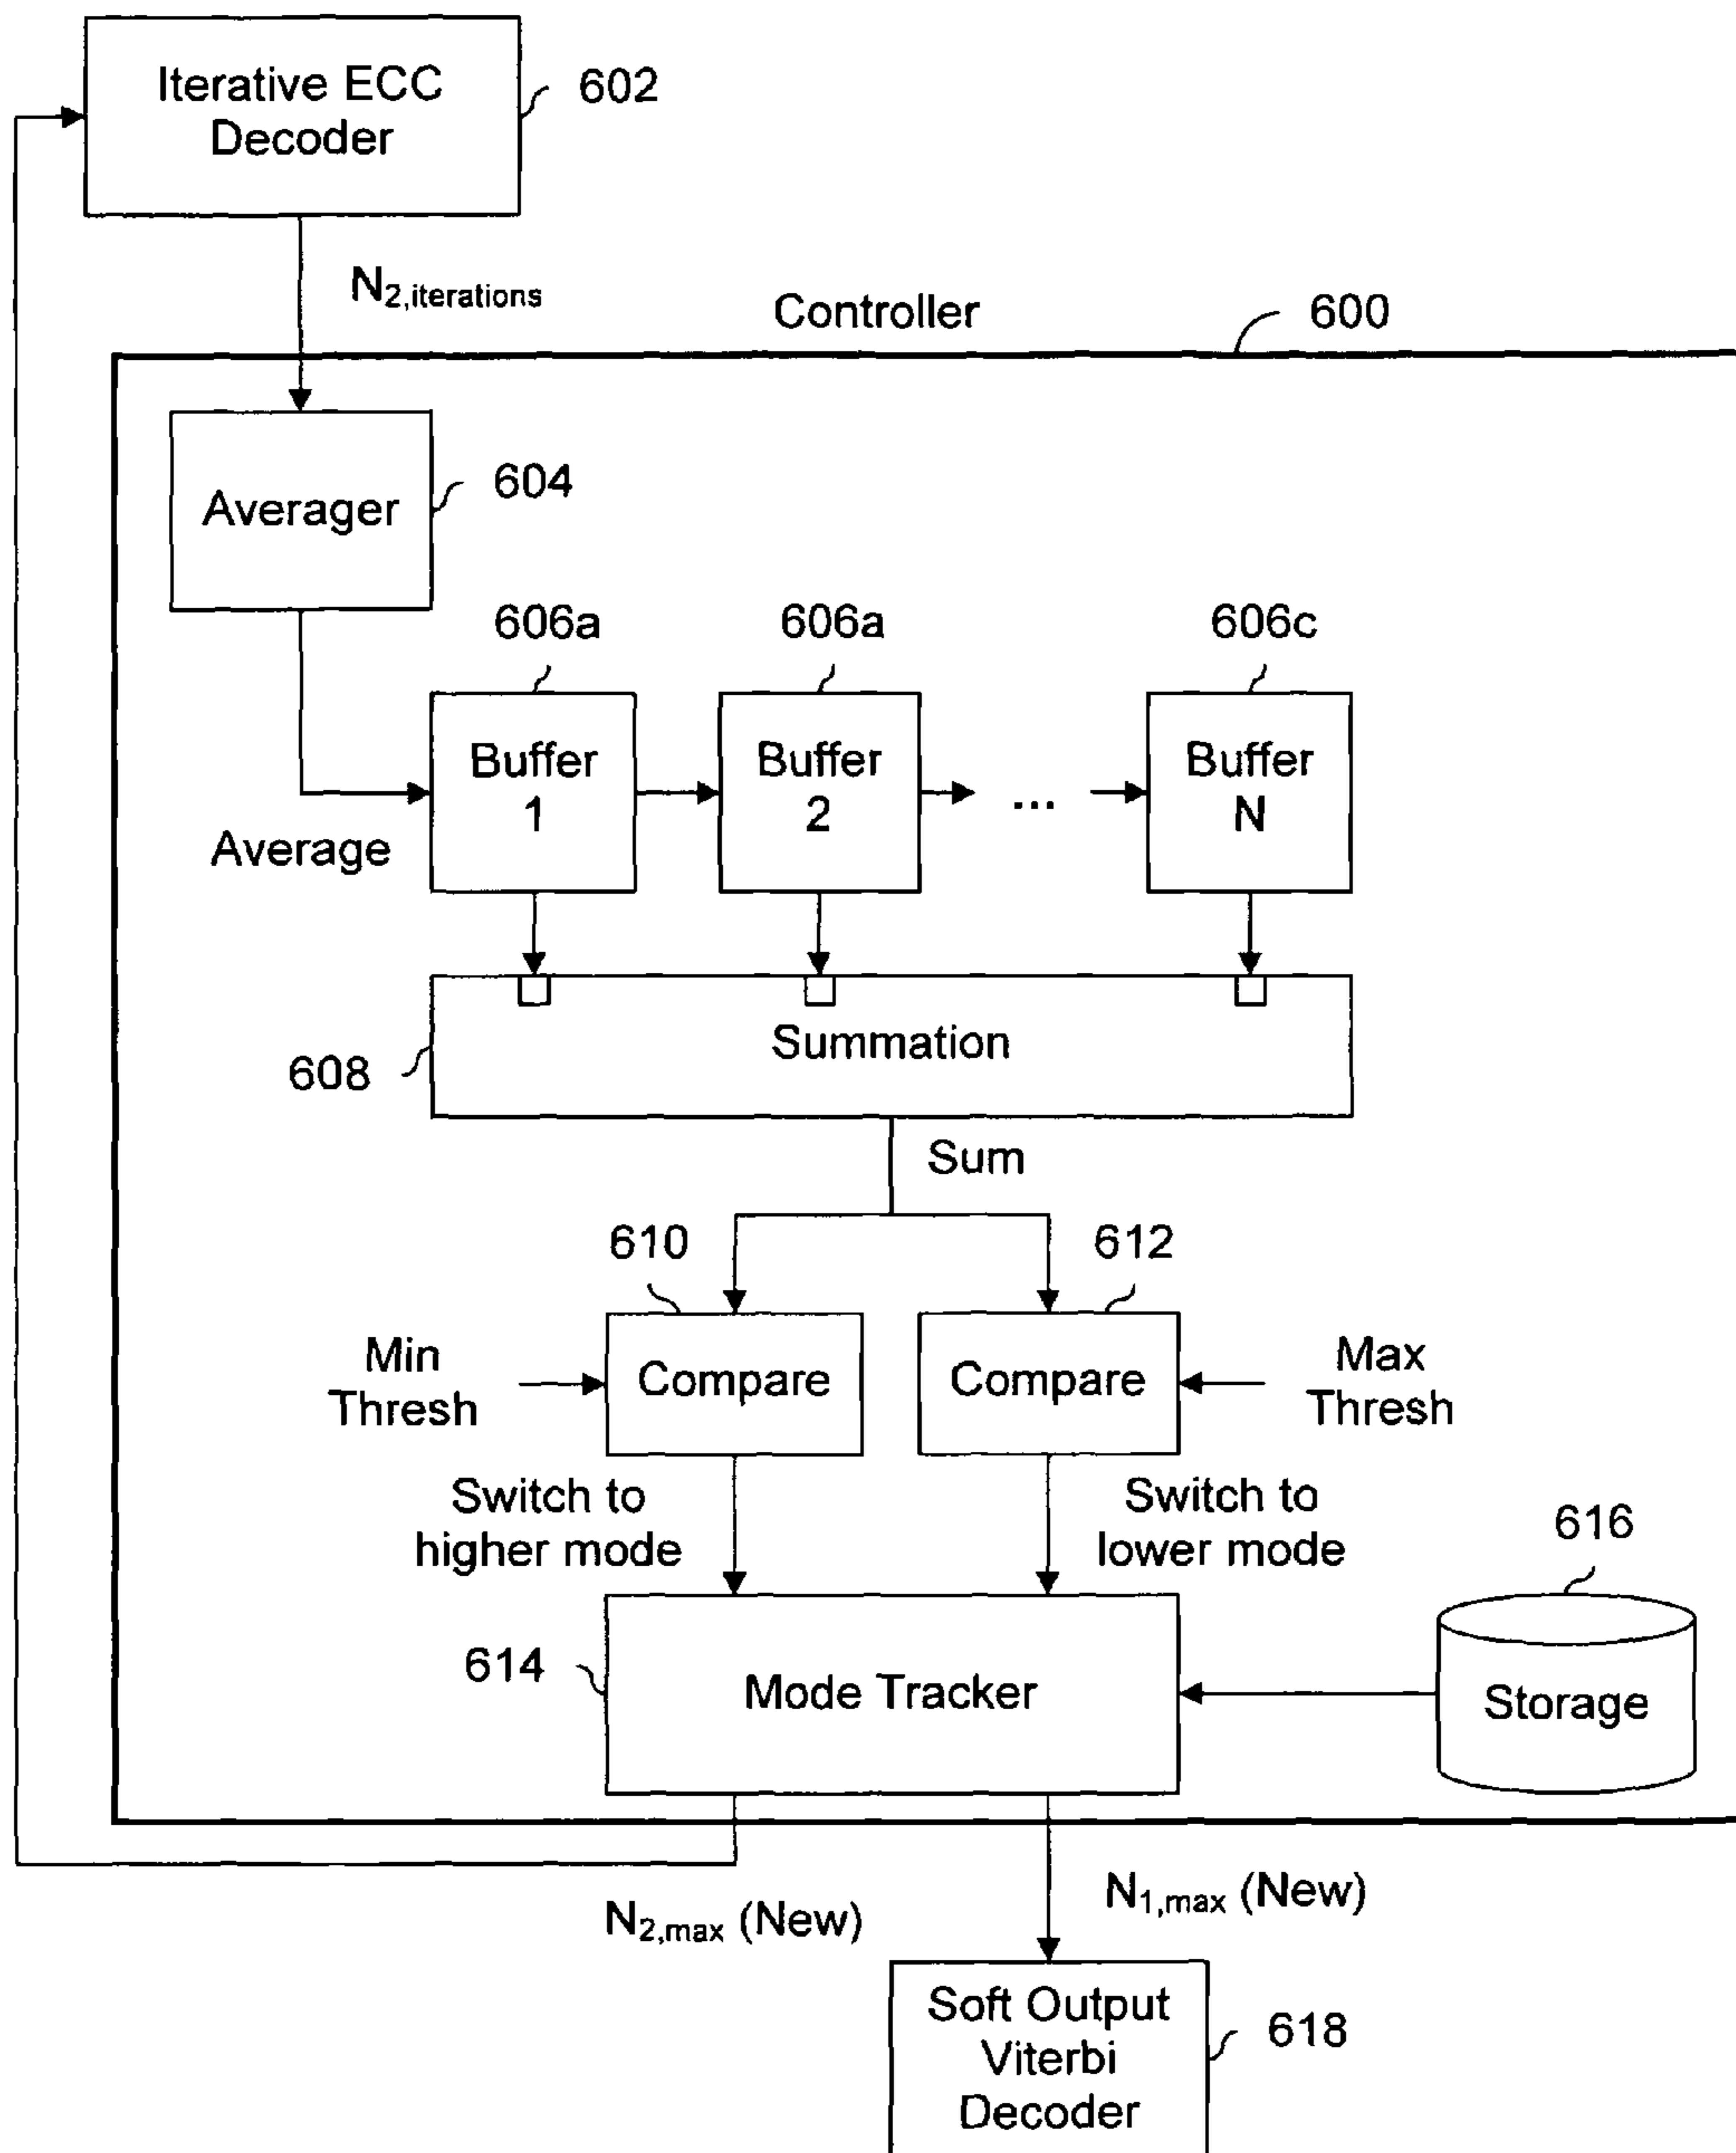 Iterative ECC
Decoder
602
N2,iterations
Controller
600
Averager
604
606a
606a
606c
Buffer
1
Buffer
2
...
Buffer
N
Average
Summation
608
Sum
610
612
Min
Thresh
Compare
Compare
Max
Thresh
Switch to
higher mode
Switch to
lower mode
616
614
Mode Tracker
Storage
N2,max (New)
N1,max (New)
Soft Output
Viterbi
Decoder
618